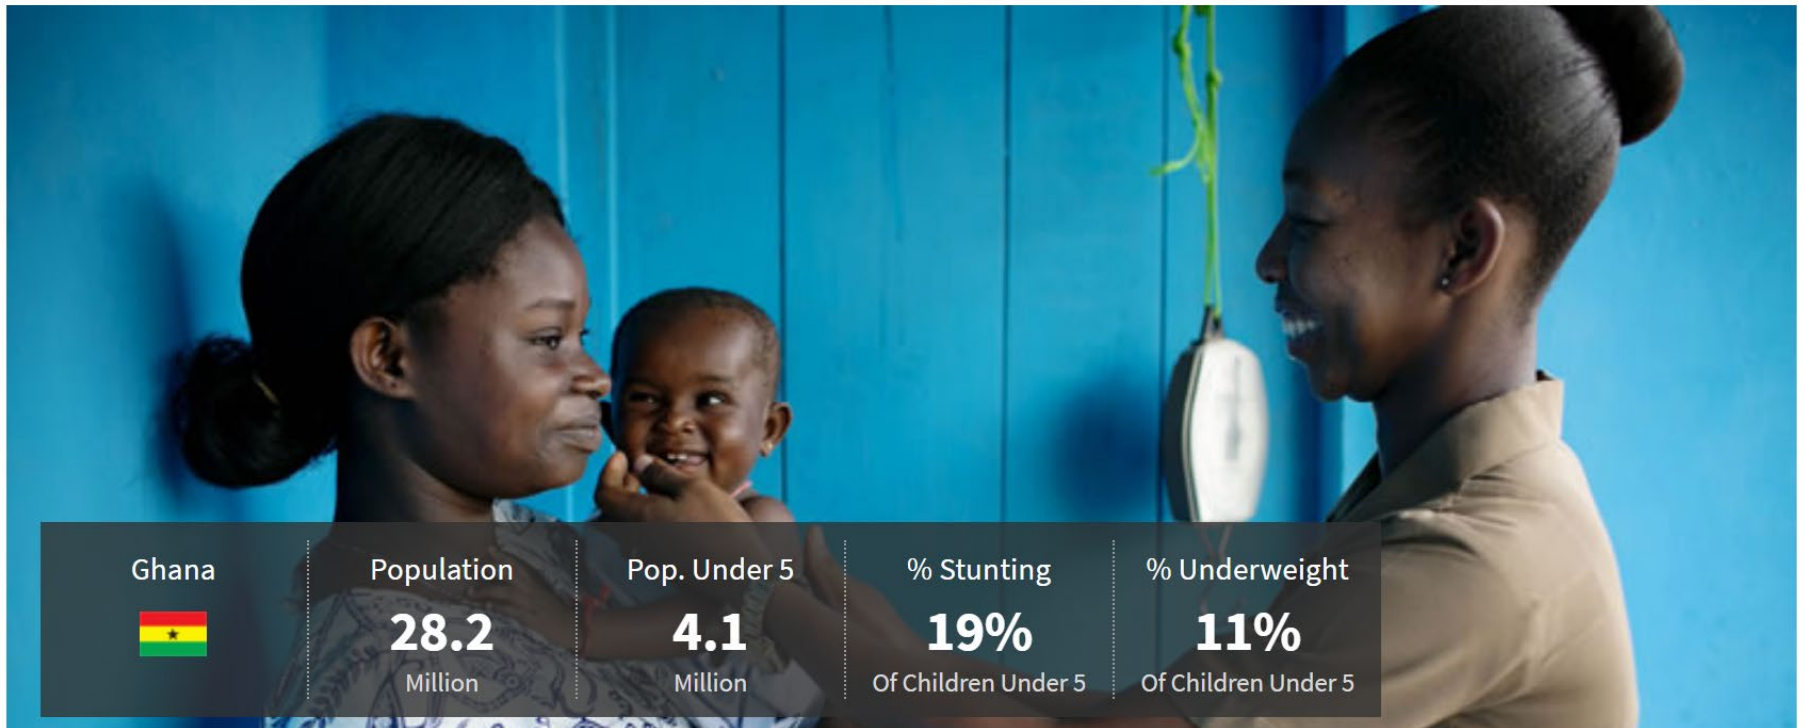 Ghana
Population
28.2
Million
Pop. Under 5
4.1
Million
% Stunting
19%
Of Children Under 5
% Underweight
11%
Of Children Under 5